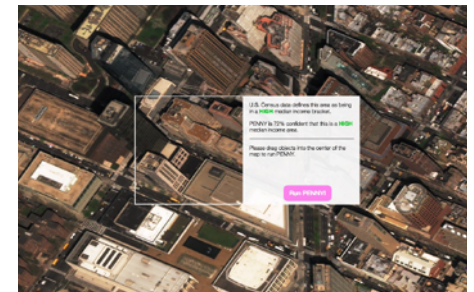 U.S. Census data defines this area as being
in a HIGH median income bracket.
PENNY is 72% confident that this is a HIGH
median income area.
Please drag objects into the center of the
map to run PENNY.
Run PENNY!